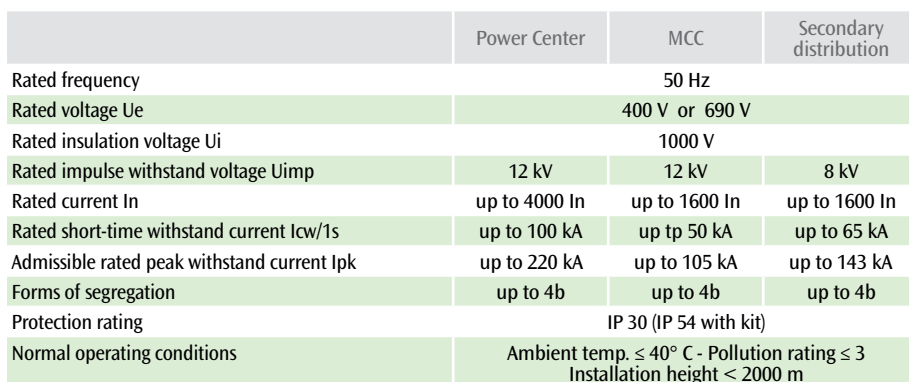 Power Center MCC Secondary distribution
Rated frequency 50 Hz
Rated voltage Ue 400 V or 690 V
Rated insulation voltage Ui 1000 V
Rated impulse withstand voltage Uimp 12 kV 12 kV 8 kV
Rated current In up to 4000 In up to 1600 In up to 1600 In
Rated short-time withstand current Icw/1s up to 100 kA up tp 50 kA up to 65 kA
Admissible rated peak withstand current Ipk up to 220 kA up to 105 kA up to 143 kA
Forms of segregation up to 4b up to 4b up to 4b
Protection rating IP 30 (IP 54 with kit)
Normal operating conditions Ambient temp. ≤ 40° C - Pollution rating ≤ 3
Installation height < 2000 m